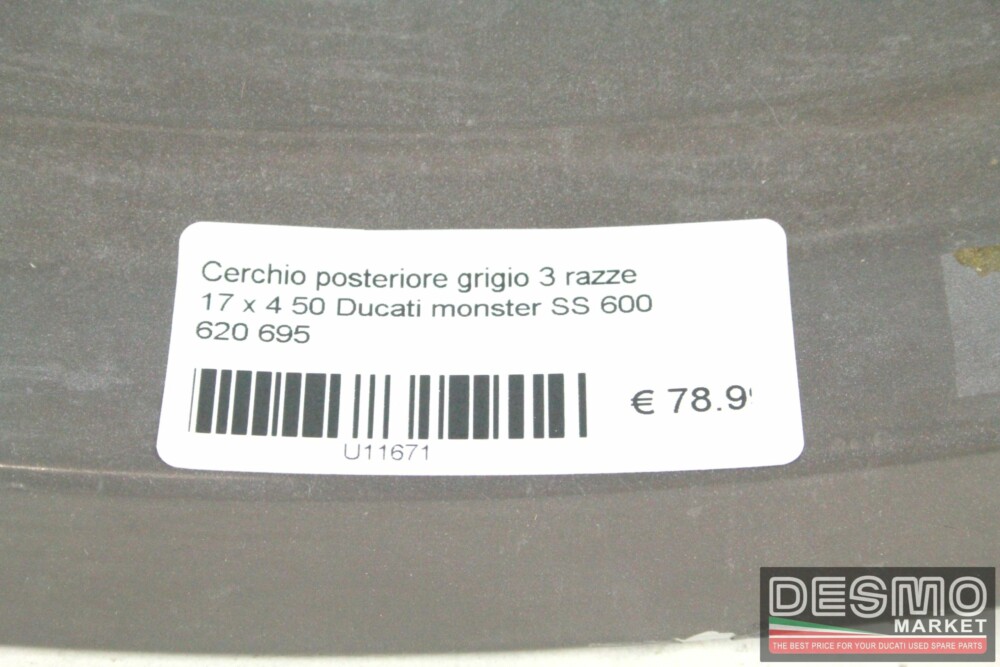 Cerchio posteriore grigio 3 razze
17 x 4 50 Ducati monster SS 600
620 695
€ 78.9
U11671
DESMO
MARKET
THE BEST PRICE FOR YOUR DUCATI USED SPARE PARTS